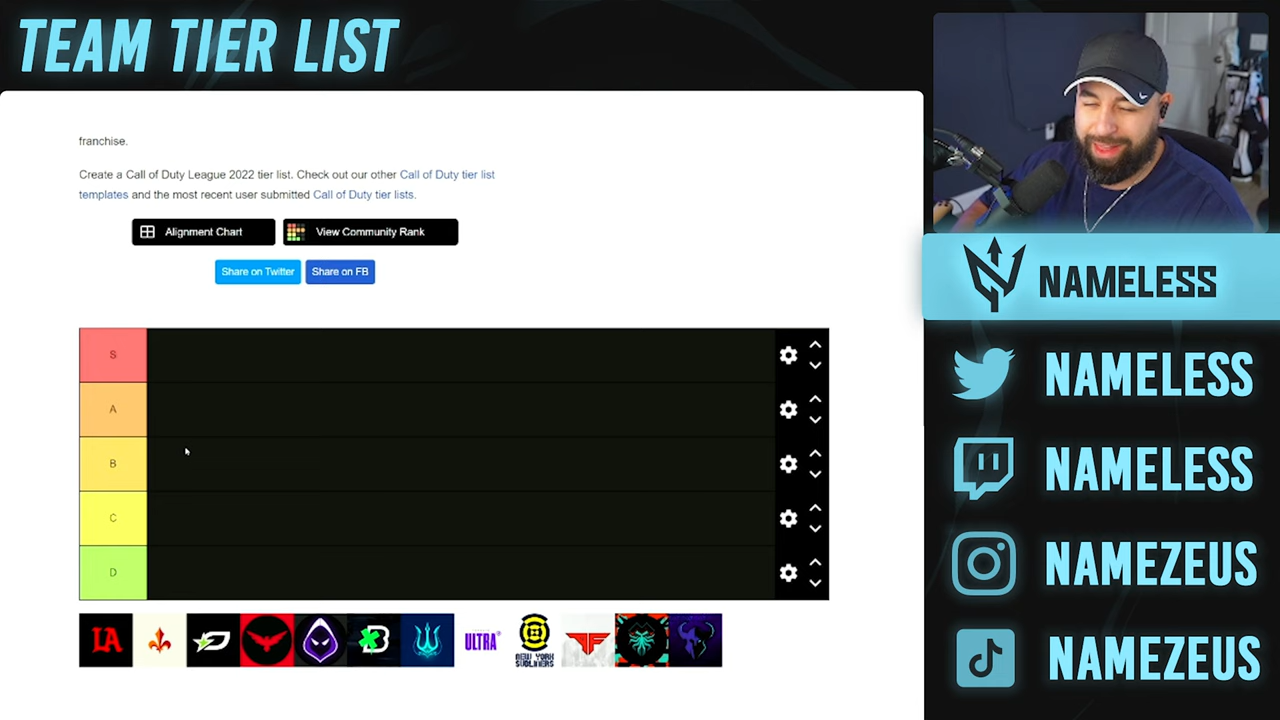 TEAM TIER LIST
franchise.
Create a Call of Duty League 2022 tier list. Check out our other Call of Duty tier list
templates and the most recent user submitted Call of Duty tier lists.
Alignment Chart
View Community Rank
Share on Twitter
Share on FB
S
A
B
C
D
LA
ULTRA
NEW YORK SUBLINERS
NAMELESS
NAMELESS
NAMELESS
NAMEZEUS
NAMEZEUS